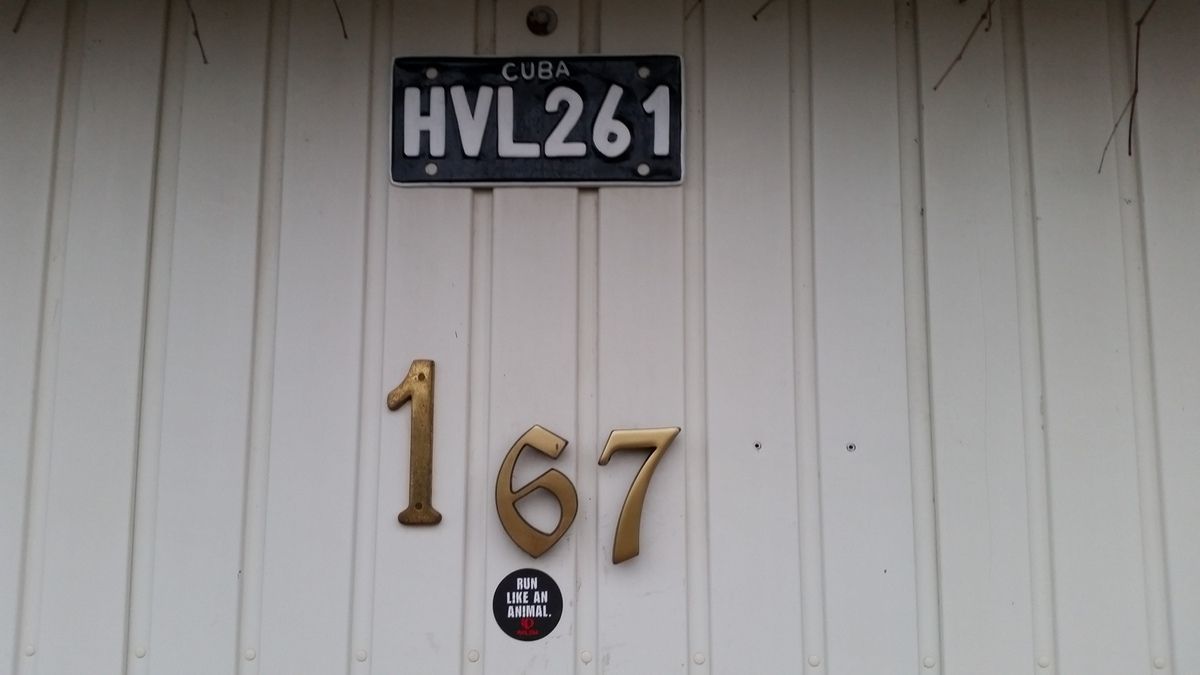 CUBA
HVL261
167
RUN
LIKE AN
ANIMAL.